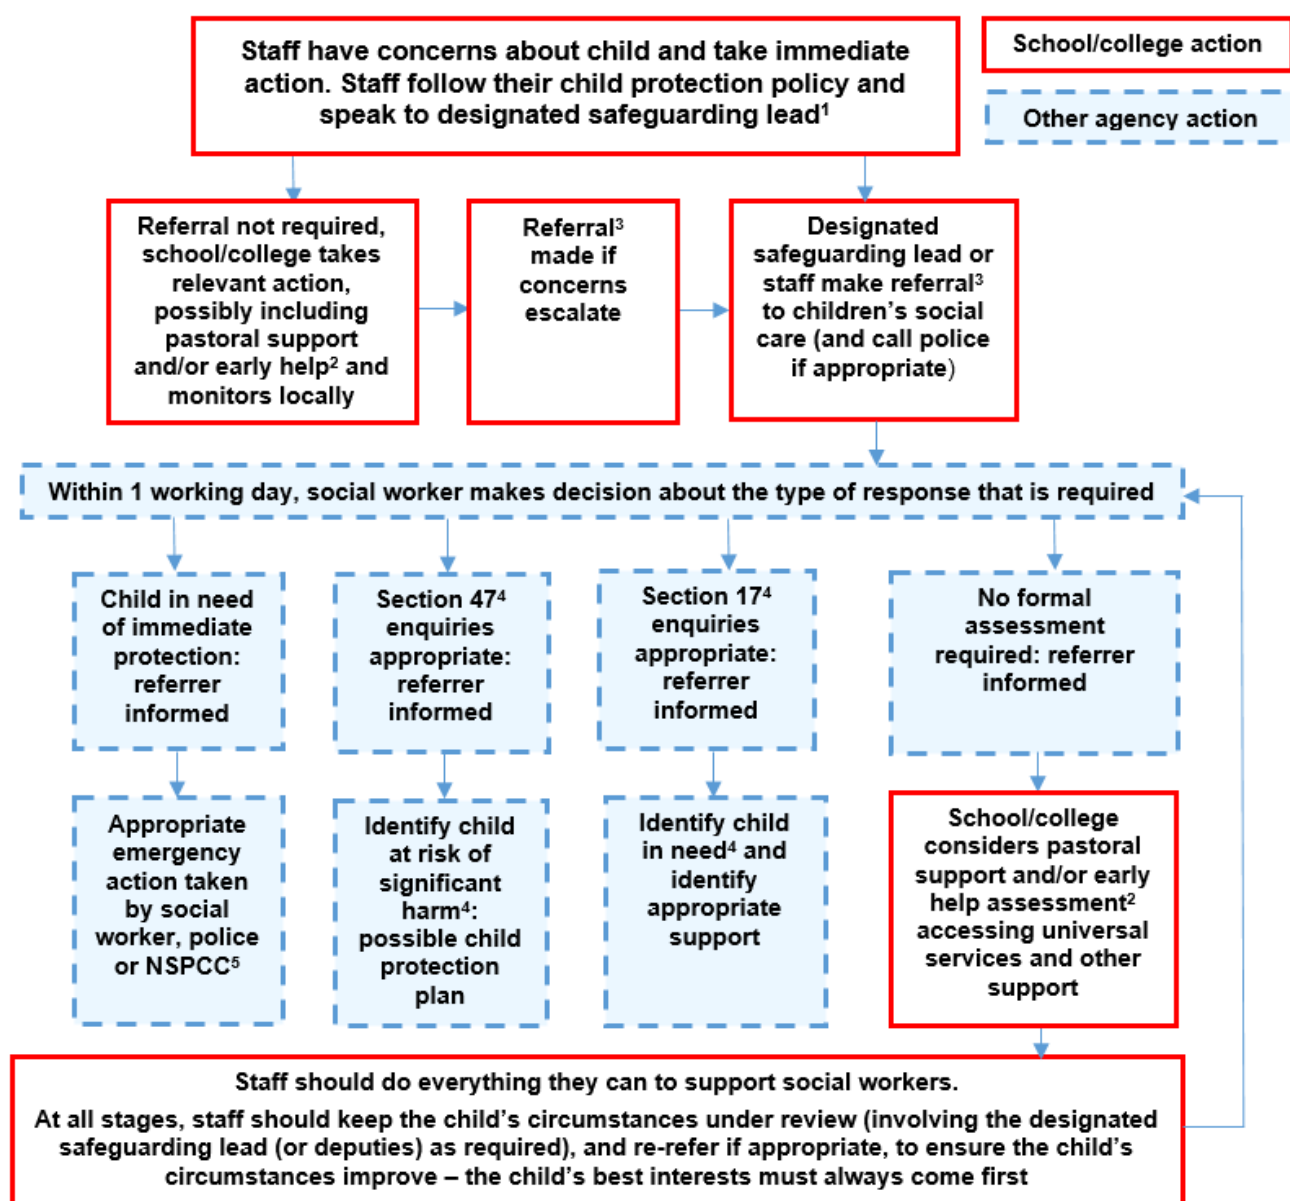 Staff have concerns about child and take immediate
action. Staff follow their child protection policy and
speak to designated safeguarding lead¹
School/college action
Other agency action
Referral not required,
school/college takes
relevant action,
possibly including
pastoral support
and/or early help² and
monitors locally
Referral³
made if
concerns
escalate
Designated
safeguarding lead or
staff make referral³
to children’s social
care (and call police
if appropriate)
Within 1 working day, social worker makes decision about the type of response that is required
Child in need
of immediate
protection:
referrer
informed
Section 47⁴
enquiries
appropriate:
referrer
informed
Section 17⁴
enquiries
appropriate:
referrer
informed
No formal
assessment
required: referrer
informed
Appropriate
emergency
action taken
by social
worker, police
or NSPCC⁵
Identify child
at risk of
significant
harm⁴:
possible child
protection
plan
Identify child
in need⁴ and
identify
appropriate
support
School/college
considers pastoral
support and/or early
help assessment²
accessing universal
services and other
support
Staff should do everything they can to support social workers.
At all stages, staff should keep the child’s circumstances under review (involving the designated
safeguarding lead (or deputies) as required), and re-refer if appropriate, to ensure the child’s
circumstances improve – the child’s best interests must always come first